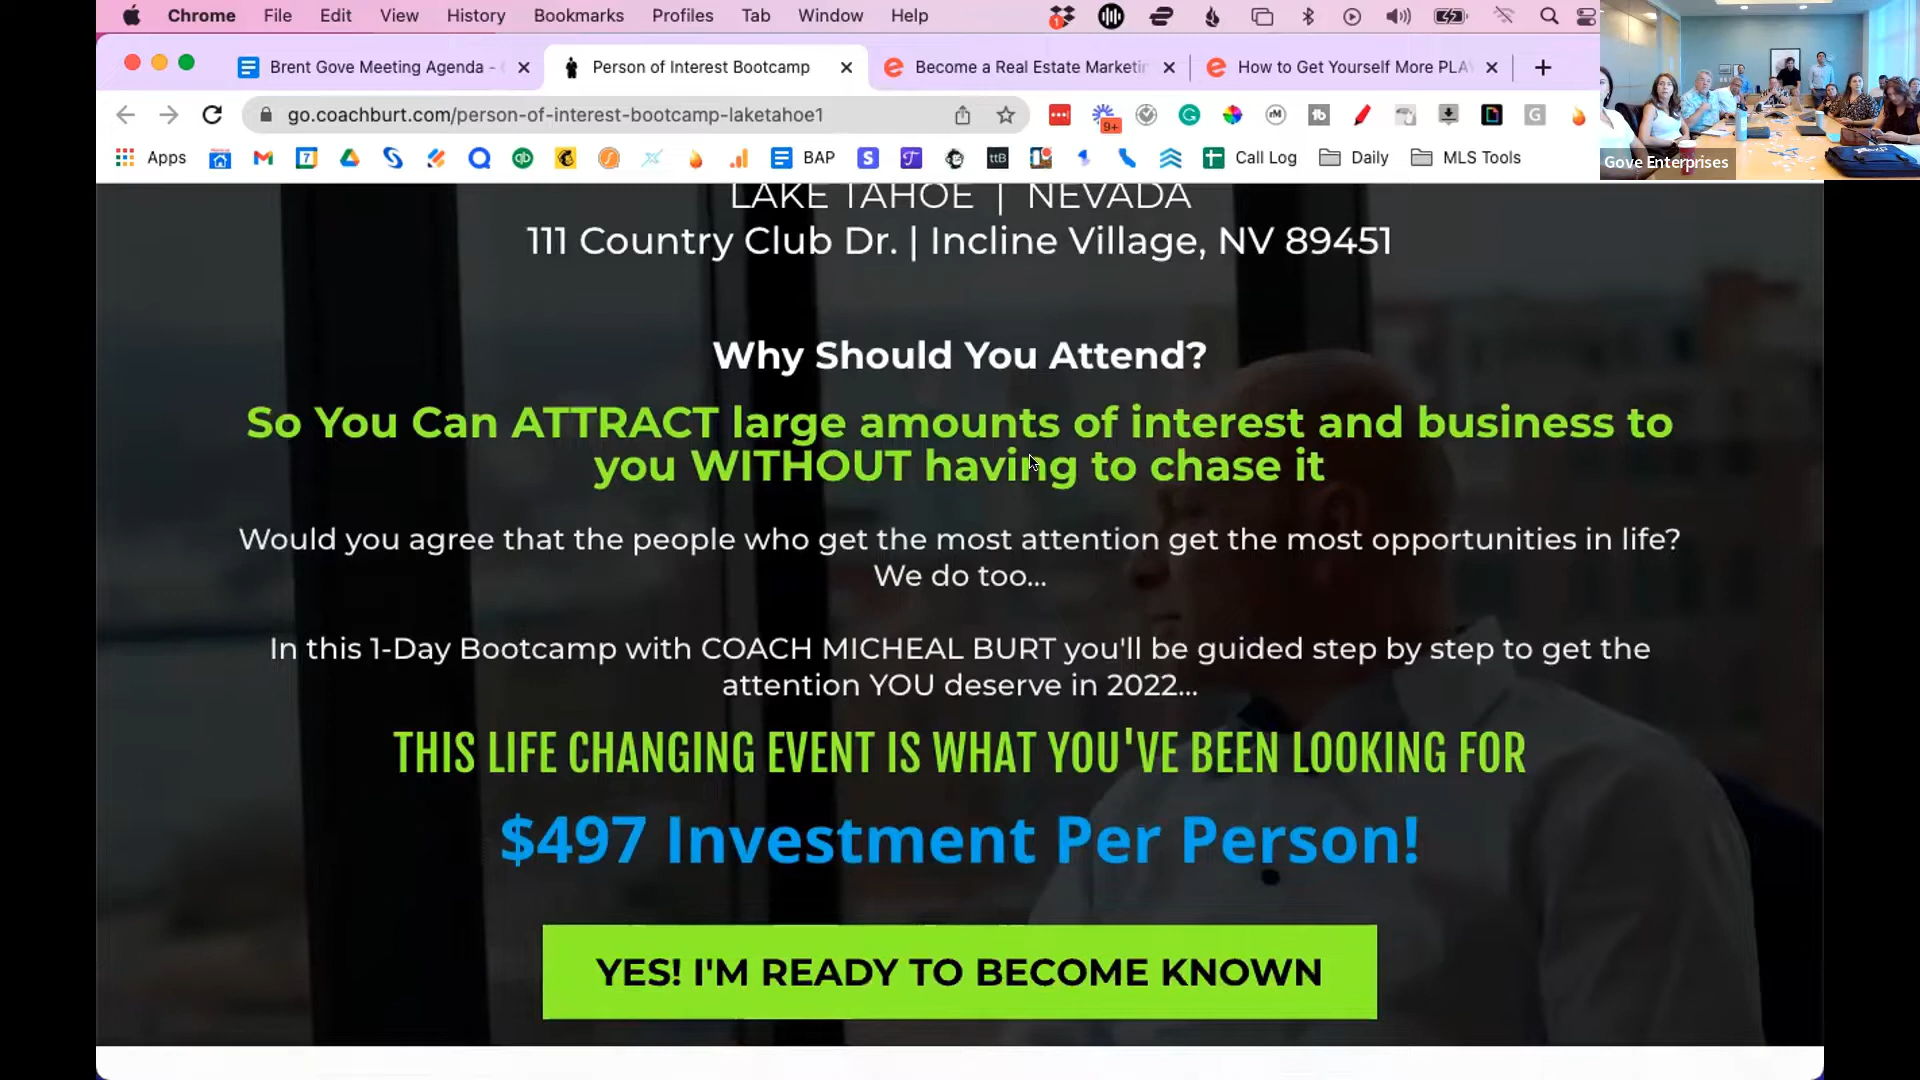 Chrome File Edit View History Bookmarks Profiles Tab Window Help
Brent Gove Meeting Agenda -
Person of Interest Bootcamp
Become a Real Estate Marketin
How to Get Yourself More PLA
go.coachburt.com/person-of-interest-bootcamp-laketahoe1
9+
1
Apps
7
BAP
Call Log
Daily
MLS Tools
Gove Enterprises
LAKE TAHOE | NEVADA
111 Country Club Dr. | Incline Village, NV 89451
Why Should You Attend?
So You Can ATTRACT large amounts of interest and business to
you WITHOUT having to chase it
Would you agree that the people who get the most attention get the most opportunities in life?
We do too...
In this 1-Day Bootcamp with COACH MICHEAL BURT you'll be guided step by step to get the
attention YOU deserve in 2022...
THIS LIFE CHANGING EVENT IS WHAT YOU'VE BEEN LOOKING FOR
$497 Investment Per Person!
YES! I'M READY TO BECOME KNOWN